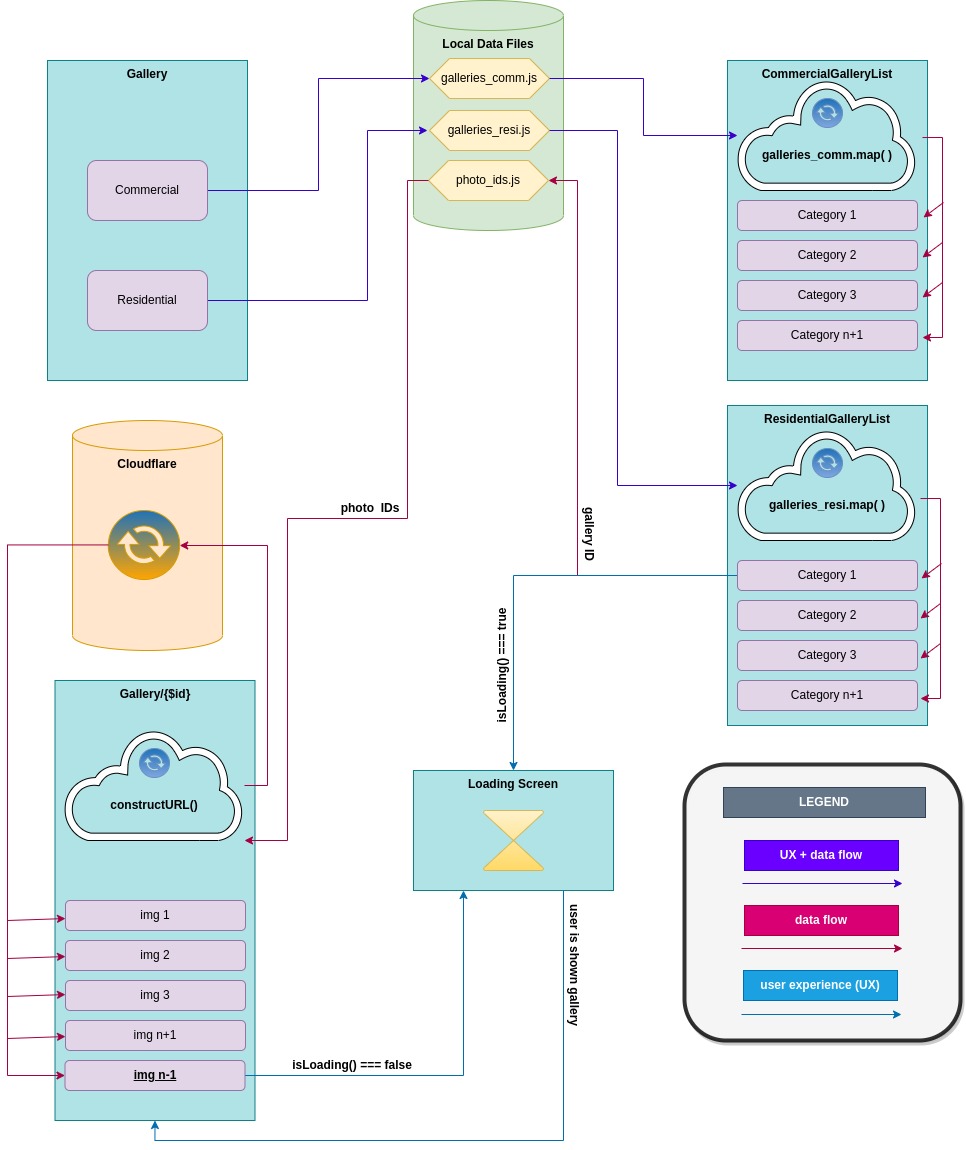 Local Data Files
galleries_comm.js
galleries_resi.js
photo_ids.js
Gallery
Commercial
Residential
CommercialGalleryList
galleries_comm.map( )
Category 1
Category 2
Category 3
Category n+1
ResidentialGalleryList
galleries_resi.map( )
Category 1
Category 2
Category 3
Category n+1
Cloudflare
photo IDs
gallery ID
isLoading() === true
Gallery/{$id}
constructURL()
img 1
img 2
img 3
img n+1
img n-1
isLoading() === false
Loading Screen
user is shown gallery
LEGEND
UX + data flow
data flow
user experience (UX)